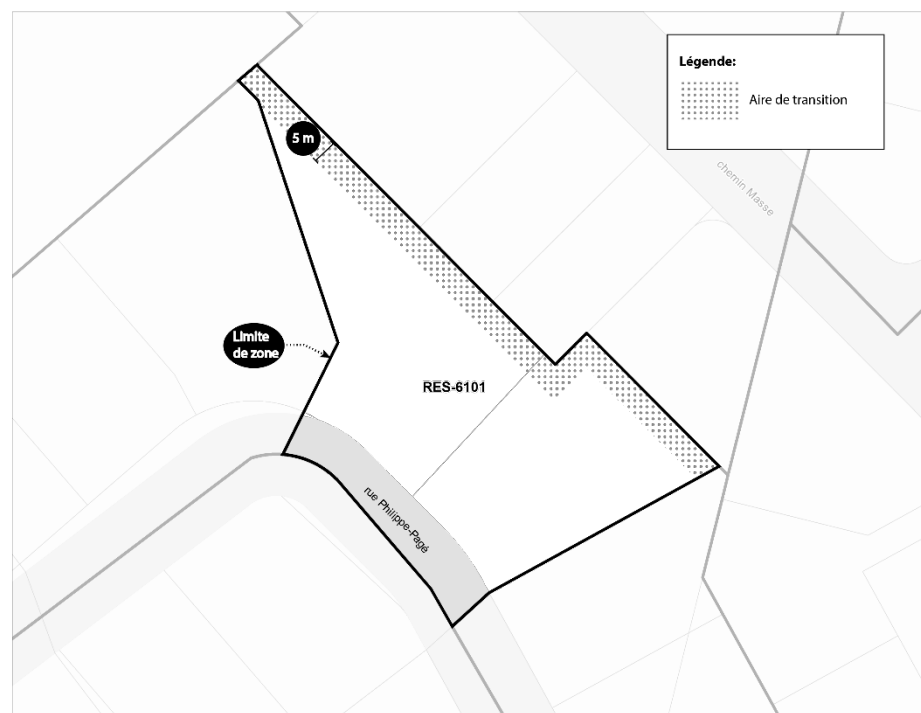 Légende:
Aire de transition
5 m
chemin Masse
Limite
de zone
RES-6101
rue Philippe-Pagé